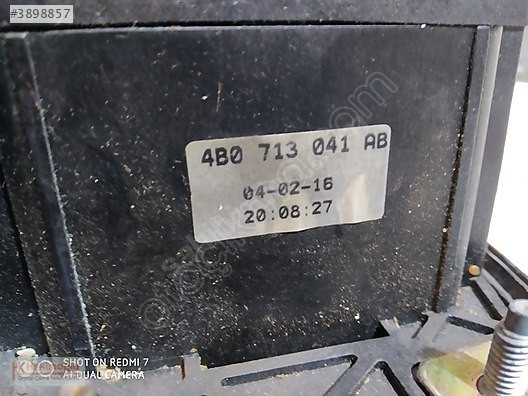 #3898857
4B0 713 041 AB
04-02-16
20:08:27
SHOT ON REDMI 7
AI DUAL CAMERA